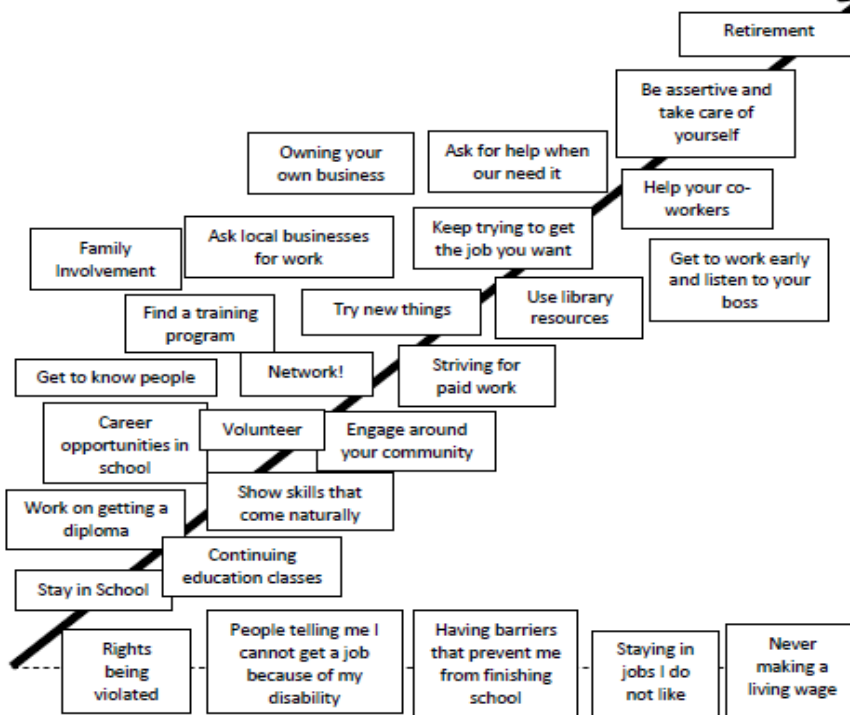 Retirement
Be assertive and
take care of
yourself
Owning your
own business
Ask for help when
our need it
Help your co-
workers
Family
Involvement
Ask local businesses
for work
Keep trying to get
the job you want
Get to work early
and listen to your
boss
Find a training
program
Try new things
Use library
resources
Get to know people
Network!
Striving for
paid work
Career
opportunities in
school
Volunteer
Engage around
your community
Work on getting a
diploma
Show skills that
come naturally
Stay in School
Continuing
education classes
Rights
being
violated
People telling me I
cannot get a job
because of my
disability
Having barriers
that prevent me
from finishing
school
Staying in
jobs I do
not like
Never
making a
living wage